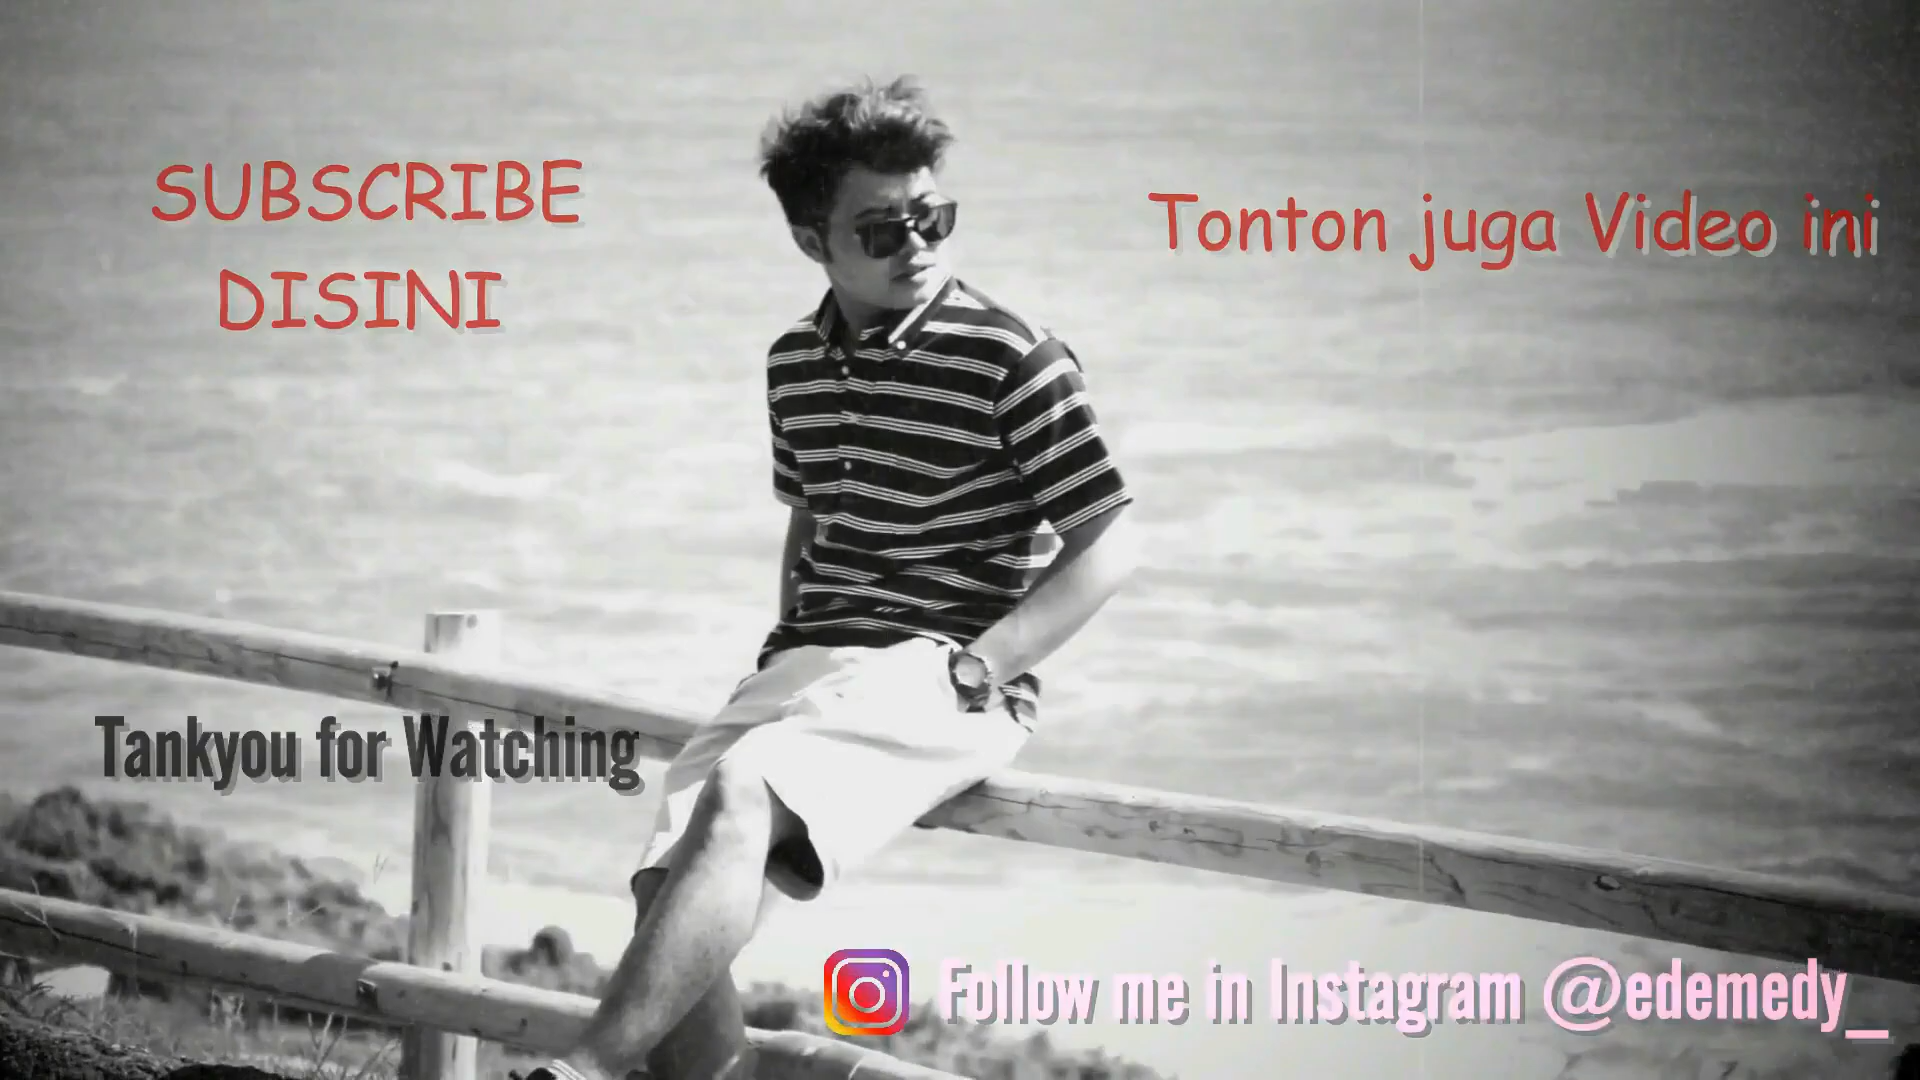 SUBSCRIBE
DISINI
Tonton juga Video ini
Tankyou for Watching
Follow me in Instagram @edemedy_